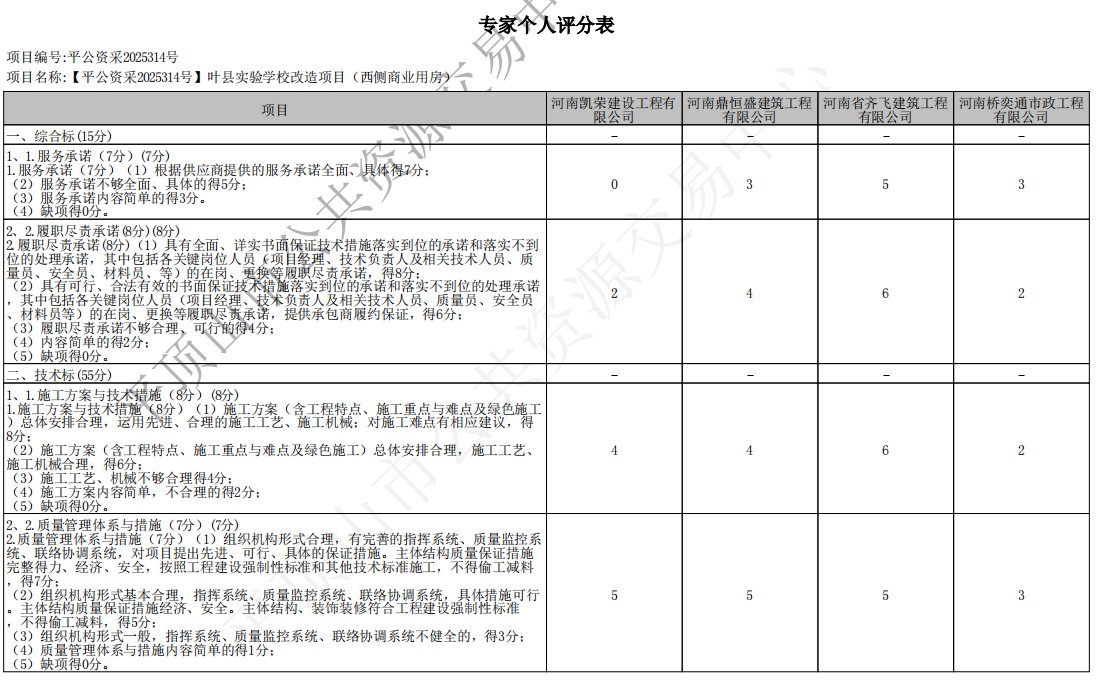 专家个人评分表
项目编号:平公资采2025314号
项目名称:【平公资采2025314号】叶县实验学校改造项目（西侧商业用房）
项目
河南凯荣建设工程有
限公司
河南鼎恒盛建筑工程
有限公司
河南省齐飞建筑工程
有限公司
河南桥奕通市政工程
有限公司
一、综合标(15分)
—
—
—
—
1、1.服务承诺（7分）(7分)
1.服务承诺（7分）（1）根据供应商提供的服务承诺全面、具体得7分；
（2）服务承诺不够全面、具体的得5分；
（3）服务承诺内容简单的得3分。
（4）缺项得0分。
0
3
5
3
2、2.履职尽责承诺(8分)(8分)
2.履职尽责承诺(8分)（1）具有全面、详实书面保证技术措施落实到位的承诺和落实不到
位的处理承诺，其中包括各关键岗位人员（项目经理、技术负责人及相关技术人员、质
量员、安全员、材料员、等）的在岗、更换等履职尽责承诺，得8分；
（2）具有可行、合法有效的书面保证技术措施落实到位的承诺和落实不到位的处理承诺
，其中包括各关键岗位人员（项目经理、技术负责人及相关技术人员、质量员、安全员
、材料员等）的在岗、更换等履职尽责承诺，提供承包商履约保证，得6分；
（3）履职尽责承诺不够合理、可行的得4分；
（4）内容简单的得2分；
（5）缺项得0分。
2
4
6
2
二、技术标(55分)
—
—
—
—
1、1.施工方案与技术措施（8分）(8分)
1.施工方案与技术措施（8分）（1）施工方案（含工程特点、施工重点与难点及绿色施工
）总体安排合理，运用先进、合理的施工工艺、施工机械；对施工难点有相应建议，得
8分；
（2）施工方案（含工程特点、施工重点与难点及绿色施工）总体安排合理，施工工艺、
施工机械合理，得6分；
（3）施工工艺、机械不够合理得4分；
（4）施工方案内容简单，不合理的得2分；
（5）缺项得0分。
4
4
6
2
2、2.质量管理体系与措施（7分）(7分)
2.质量管理体系与措施（7分）（1）组织机构形式合理，有完善的指挥系统、质量监控系
统、联络协调系统，对项目提出先进、可行、具体的保证措施。主体结构质量保证措施
完整得力、经济、安全，按照工程建设强制性标准和其他技术标准施工，不得偷工减料
，得7分；
（2）组织机构形式基本合理，指挥系统、质量监控系统、联络协调系统，具体措施可行
。主体结构质量保证措施经济、安全。主体结构、装饰装修符合工程建设强制性标准
，不得偷工减料，得5分；
（3）组织机构形式一般，指挥系统、质量监控系统、联络协调系统不健全的，得3分；
（4）质量管理体系与措施内容简单的得1分；
（5）缺项得0分。
5
5
5
3
平顶山市公共资源交易中
平顶山市公共资源交易中心